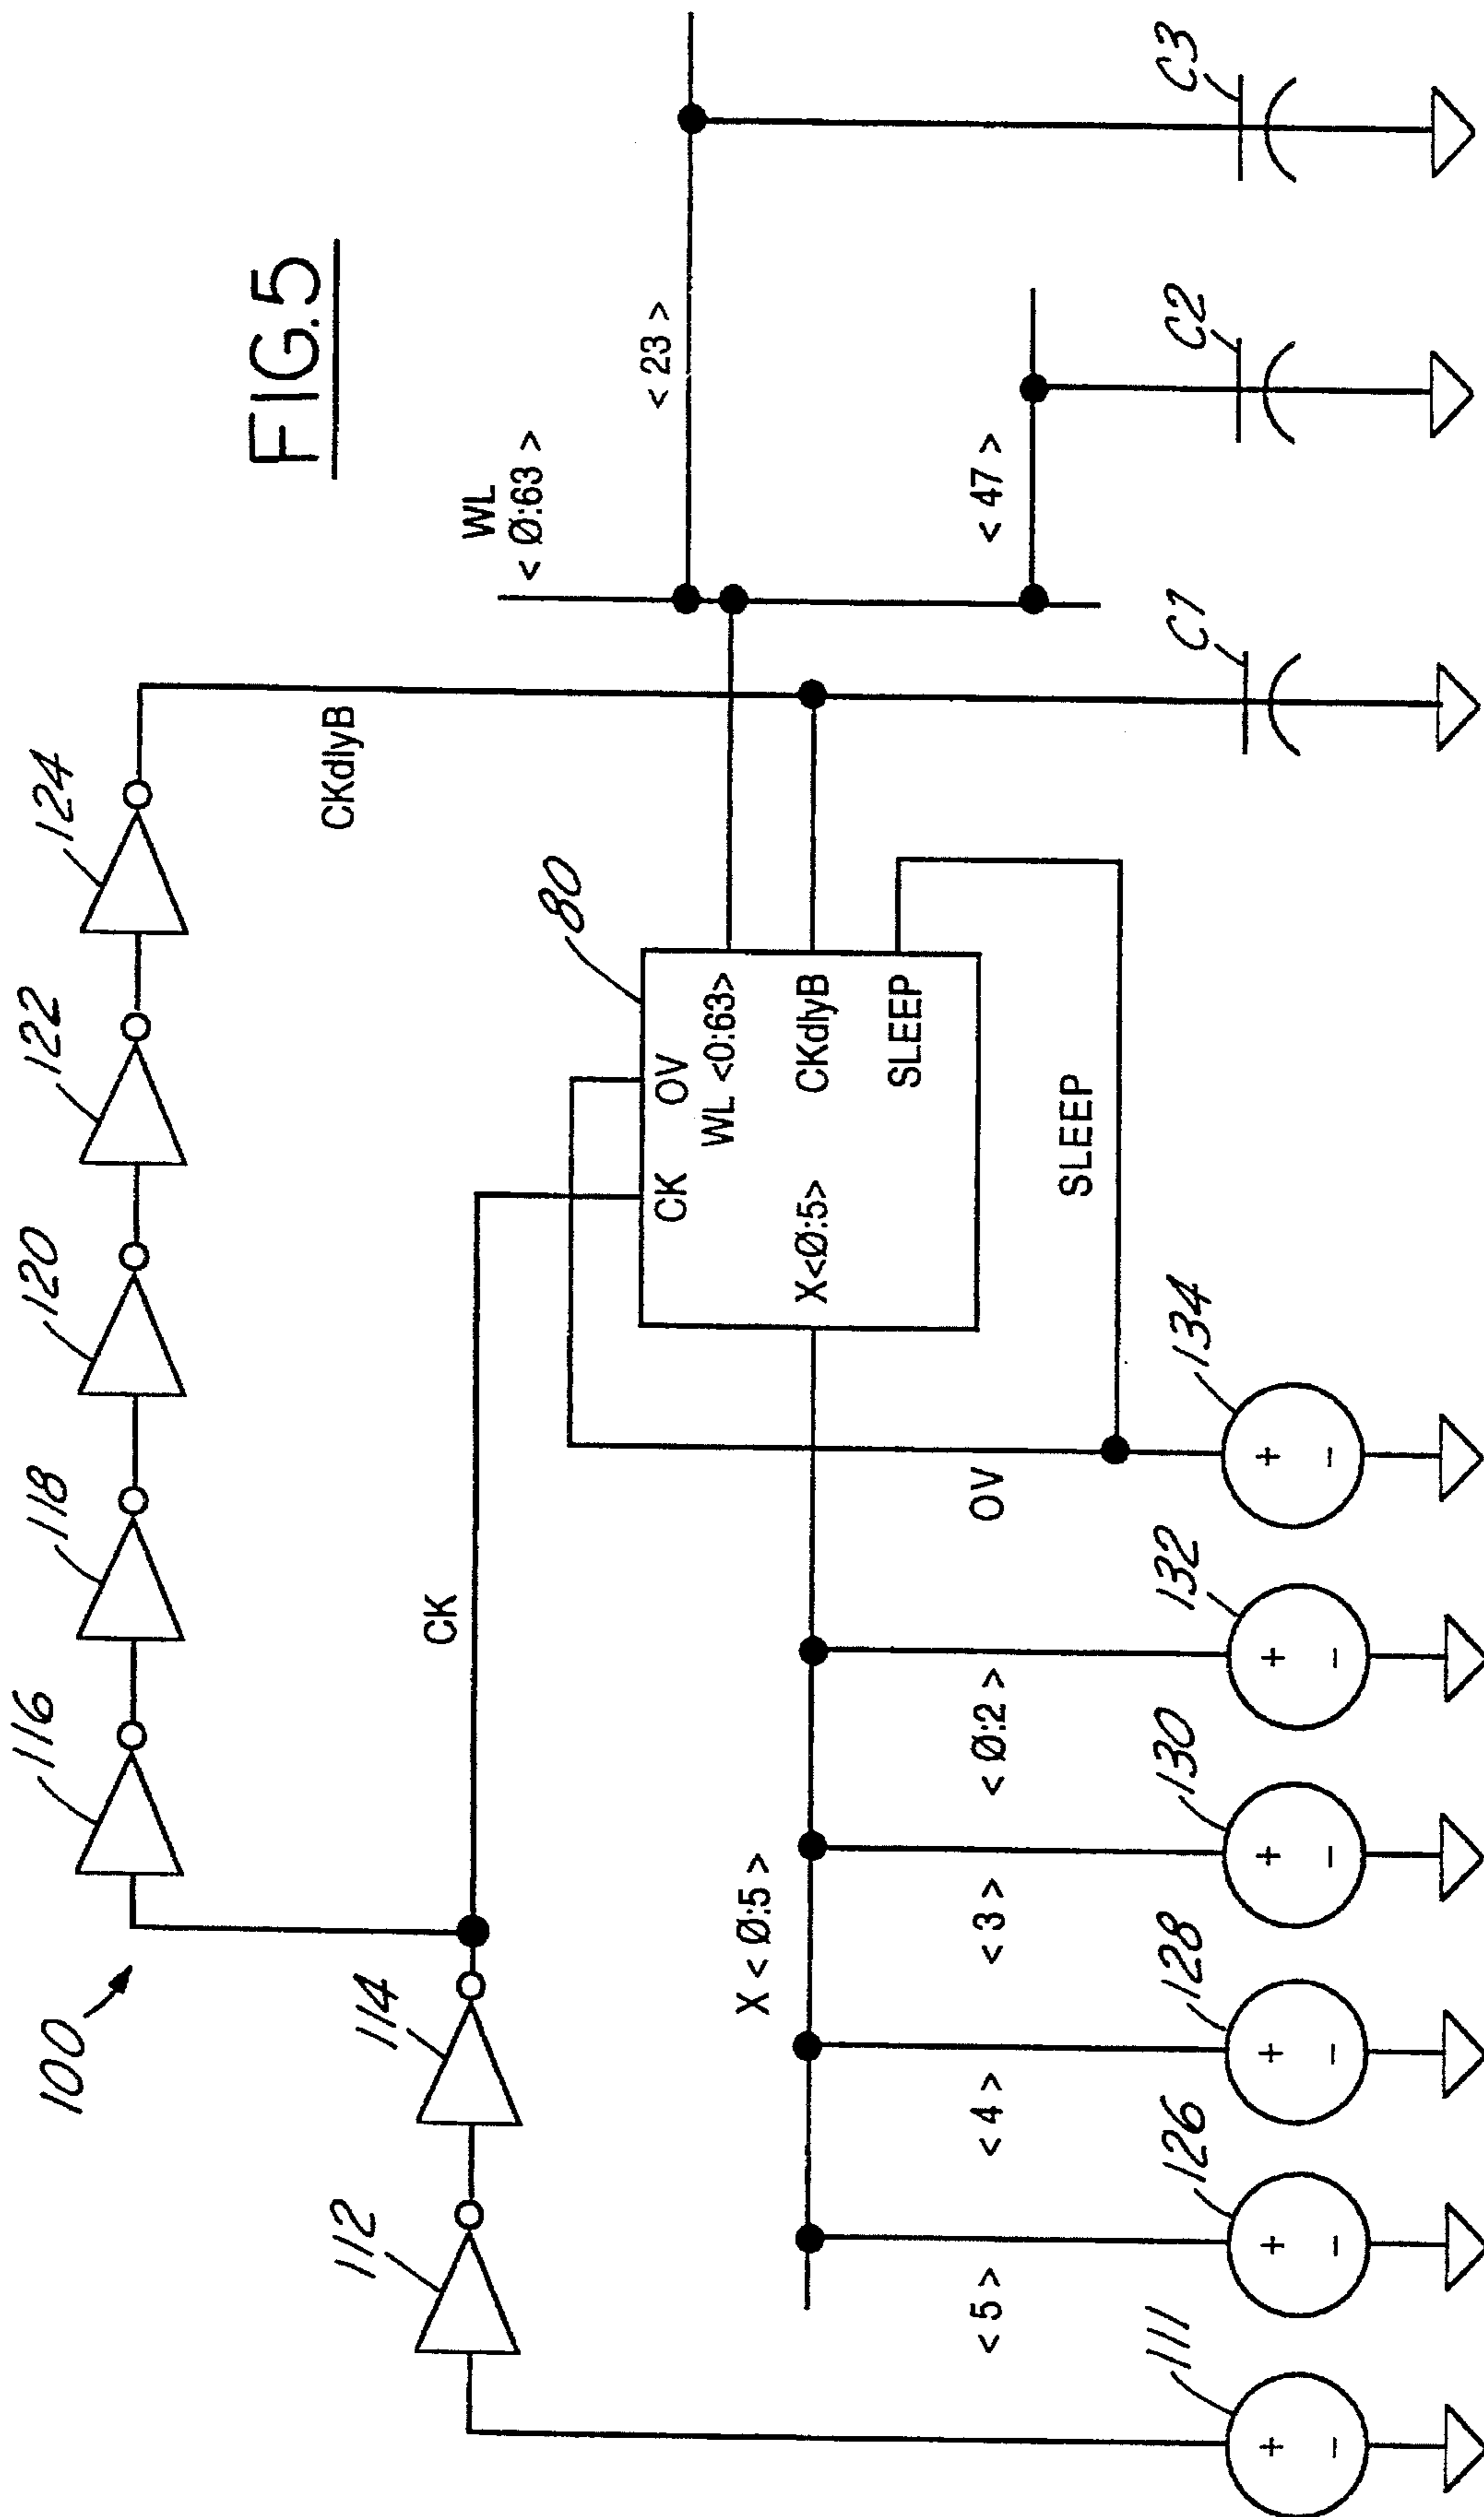 FIG.5
100
116
118
120
122
124
112
114
CK
CKdlyB
WL
< Ø:63 >
< 23 >
80
CK
OV
WL <0:63>
X<Ø:5>
CKdlyB
SLEEP
X < Ø:5 >
< 47 >
SLEEP
< 5 >
< 4 >
< 3 >
< Ø:2 >
OV
111
126
128
130
132
134
C1
C2
C3
+
+
+
+
+
+
-
-
-
-
-
-